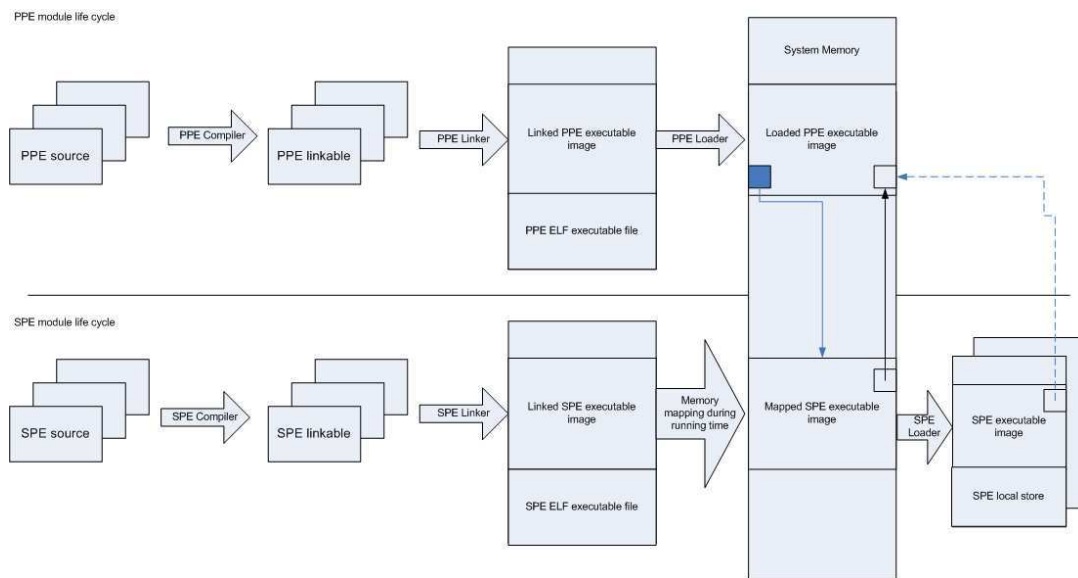 PPE module life cycle
System Memory
PPE source
PPE Compiler
PPE linkable
PPE Linker
Linked PPE executable
image
PPE Loader
Loaded PPE executable
image
PPE ELF executable file
SPE module life cycle
SPE source
SPE Compiler
SPE linkable
SPE Linker
Linked SPE executable
image
Memory
mapping during
running time
Mapped SPE executable
image
SPE
Loader
SPE executable
image
SPE ELF executable file
SPE local store